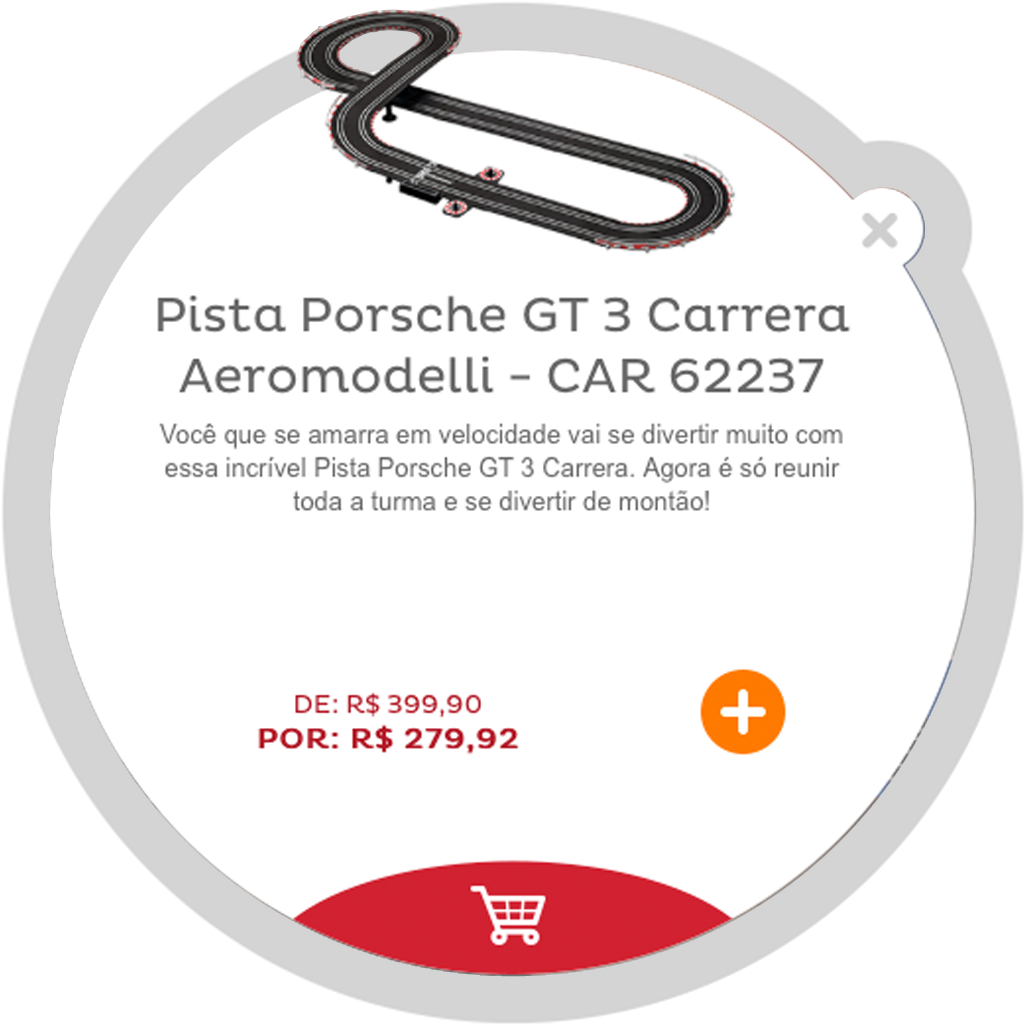 Pista Porsche GT 3 Carrera
Aeromodelli - CAR 62237
Você que se amarra em velocidade vai se divertir muito com
essa incrível Pista Porsche GT 3 Carrera. Agora é só reunir
toda a turma e se divertir de montão!
DE: R$ 399,90
POR: R$ 279,92